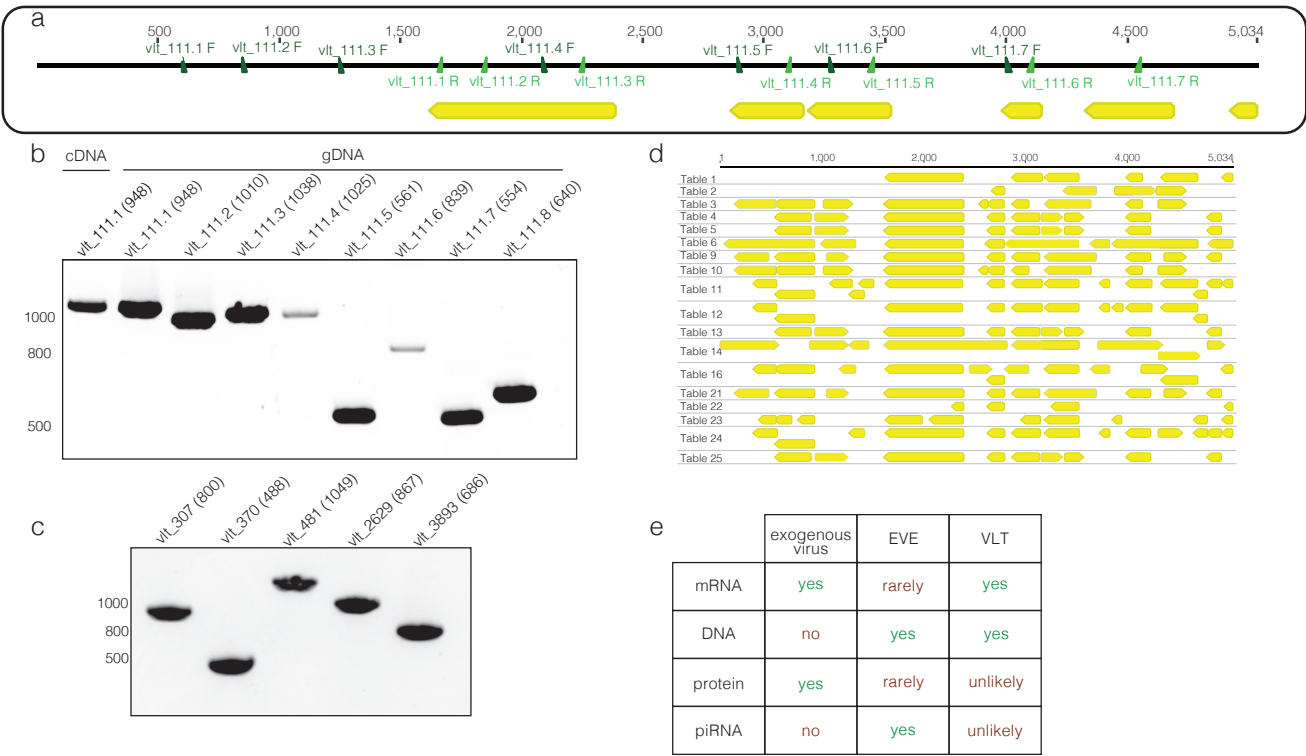 a
500 1,000 1,500 2,000 2,500 3,000 3,500 4,000 4,500 5,034
vlt_111.1 F vlt_111.2 F vlt_111.3 F vlt_111.4 F vlt_111.5 F vlt_111.6 F vlt_111.7 F
vlt_111.1 R vlt_111.2 R vlt_111.3 R vlt_111.4 R vlt_111.5 R vlt_111.6 R vlt_111.7 R
b
cDNA gDNA
vlt_111.1 (948) vlt_111.1 (948) vlt_111.2 (1010) vlt_111.3 (1038) vlt_111.4 (1025) vlt_111.5 (561) vlt_111.6 (839) vlt_111.7 (554) vlt_111.8 (640)
1000
800
500
c
vlt_307 (800) vlt_370 (488) vlt_481 (1049) vlt_2629 (867) vlt_3893 (686)
1000
800
500
d
1 1,000 2,000 3,000 4,000 5,034
Table 1
Table 2
Table 3
Table 4
Table 5
Table 6
Table 9
Table 10
Table 11
Table 12
Table 13
Table 14
Table 16
Table 21
Table 22
Table 23
Table 24
Table 25
e
exogenous
virus EVE VLT
mRNA yes rarely yes
DNA no yes yes
protein yes rarely unlikely
piRNA no yes unlikely